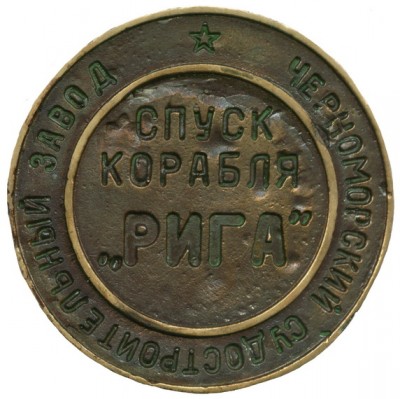 ЧЕРНОМОРСКИЙ СУДОСТРОИТЕЛЬНЫЙ ЗАВОД
СПУСК
КОРАБЛЯ
„РИГА”